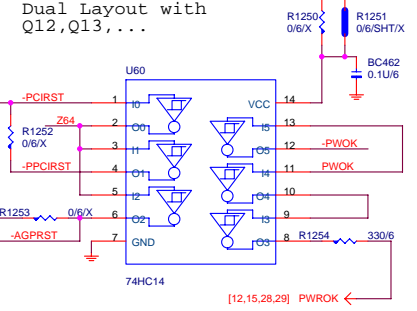 Dual Layout with
Q12,Q13,...
R1250
0/6/X
R1251
0/6/SHT/X
BC462
0.1U/6
U60
-PCIRST
1
I0
VCC
14
Z64
2
O0
I5
13
R1252
0/6/X
3
I1
O5
12
-PWOK
-PPCIRST
4
O1
I4
11
PWOK
5
I2
O4
10
R1253
0/6/X
6
O2
I3
9
-AGPRST
7
GND
O3
8
R1254
330/6
74HC14
[12,15,28,29] PWROK